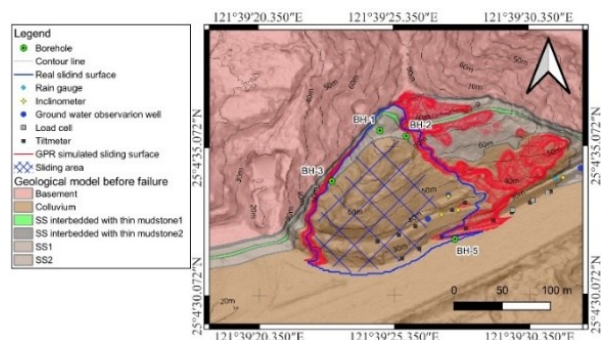 121°39′20.350″E 121°39′25.350″E 121°39′30.350″E
Legend
Borehole
Contour line
Real slidind surface
Rain gauge
Inclinometer
Ground water observarion well
Load cell
Tiltmeter
GPR simulated sliding surface
Sliding area
Geological model before failure
Basement
Colluvium
SS interbedded with thin mudstone1
SS interbedded with thin mudstone2
SS1
SS2
BH-1
BH-2
BH-3
BH-5
25°4′35.072″N
25°4′30.072″N
25°4′35.072″N
25°4′30.072″N
20m
0 50 100 m
121°39′20.350″E 121°39′25.350″E 121°39′30.350″E